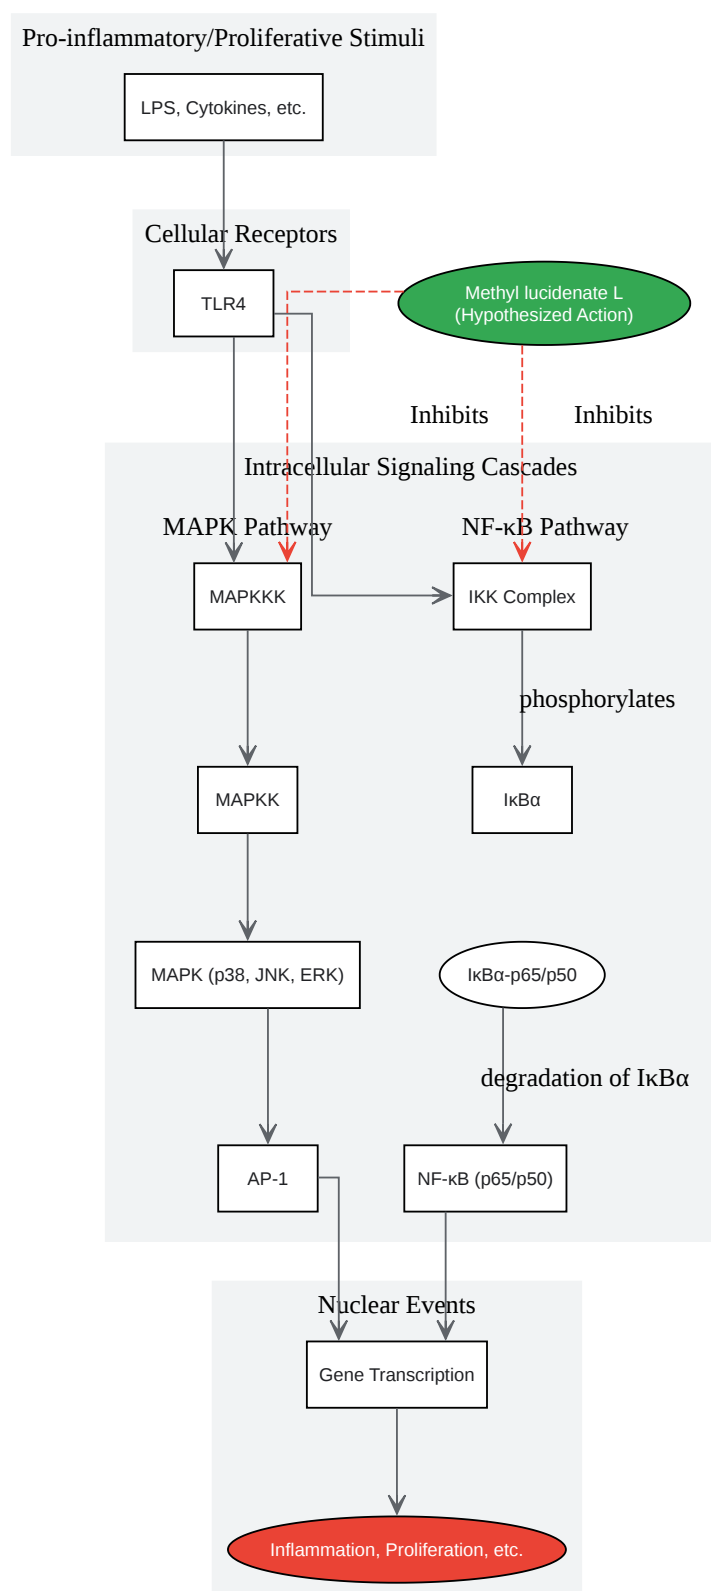 Pro-inflammatory/Proliferative Stimuli
LPS, Cytokines, etc.
Cellular Receptors
TLR4
Methyl lucidenate L
(Hypothesized Action)
Inhibits
Inhibits
Intracellular Signaling Cascades
MAPK Pathway
NF-κB Pathway
MAPKKK
IKK Complex
phosphorylates
MAPKK
IκBα
MAPK (p38, JNK, ERK)
IκBα-p65/p50
degradation of IκBα
AP-1
NF-κB (p65/p50)
Nuclear Events
Gene Transcription
Inflammation, Proliferation, etc.